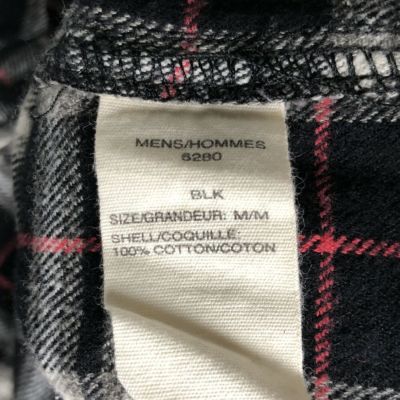 MENS/HOMMES
6280
BLK
SIZE/GRANDEUR: M/M
SHELL/COQUILLE:
100% COTTON/COTON